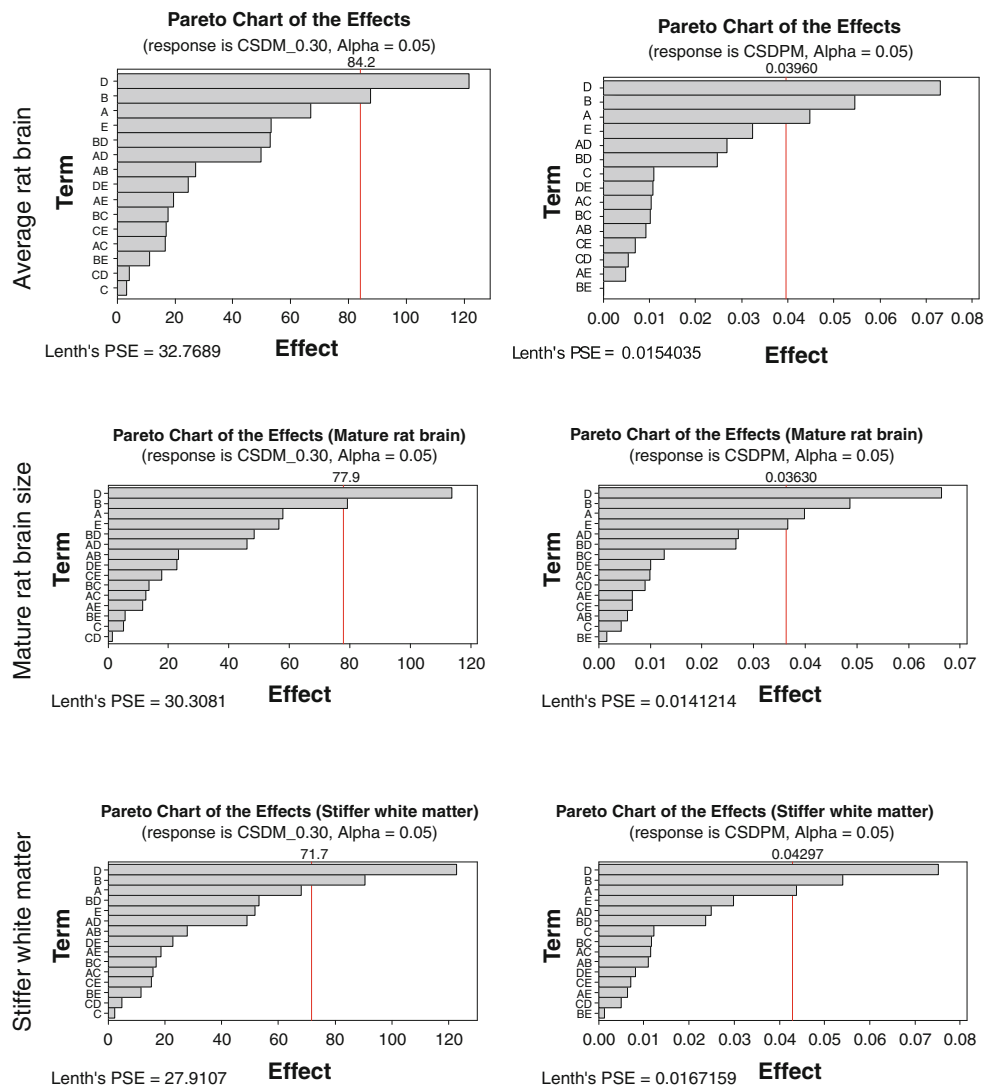 Average rat brain
Pareto Chart of the Effects
(response is CSDM_0.30, Alpha = 0.05)
84.2
Term
D
B
A
E
BD
AD
AB
DE
AE
BC
CE
AC
BE
CD
C
0 20 40 60 80 100 120
Lenth's PSE = 32.7689
Effect
Pareto Chart of the Effects
(response is CSDPM, Alpha = 0.05)
0.03960
Term
D
B
A
E
AD
BD
C
DE
AC
BC
AB
CE
CD
AE
BE
0.00 0.01 0.02 0.03 0.04 0.05 0.06 0.07 0.08
Lenth's PSE = 0.0154035
Effect
Mature rat brain size
Pareto Chart of the Effects (Mature rat brain)
(response is CSDM_0.30, Alpha = 0.05)
77.9
Term
D
B
A
E
BD
AD
AB
DE
CE
BC
AC
AE
BE
C
CD
0 20 40 60 80 100 120
Lenth's PSE = 30.3081
Effect
Pareto Chart of the Effects (Mature rat brain)
(response is CSDPM, Alpha = 0.05)
0.03630
Term
D
B
A
E
AD
BD
BC
DE
AC
CD
AE
CE
AB
C
BE
0.00 0.01 0.02 0.03 0.04 0.05 0.06 0.07
Lenth's PSE = 0.0141214
Effect
Stiffer white matter
Pareto Chart of the Effects (Stiffer white matter)
(response is CSDM_0.30, Alpha = 0.05)
71.7
Term
D
B
A
BD
E
AD
AB
DE
AE
BC
AC
CE
BE
CD
C
0 20 40 60 80 100 120
Lenth's PSE = 27.9107
Effect
Pareto Chart of the Effects (Stiffer white matter)
(response is CSDPM, Alpha = 0.05)
0.04297
Term
D
B
A
E
AD
BD
C
BC
AC
AB
DE
CE
AE
CD
BE
0.00 0.01 0.02 0.03 0.04 0.05 0.06 0.07 0.08
Lenth's PSE = 0.0167159
Effect